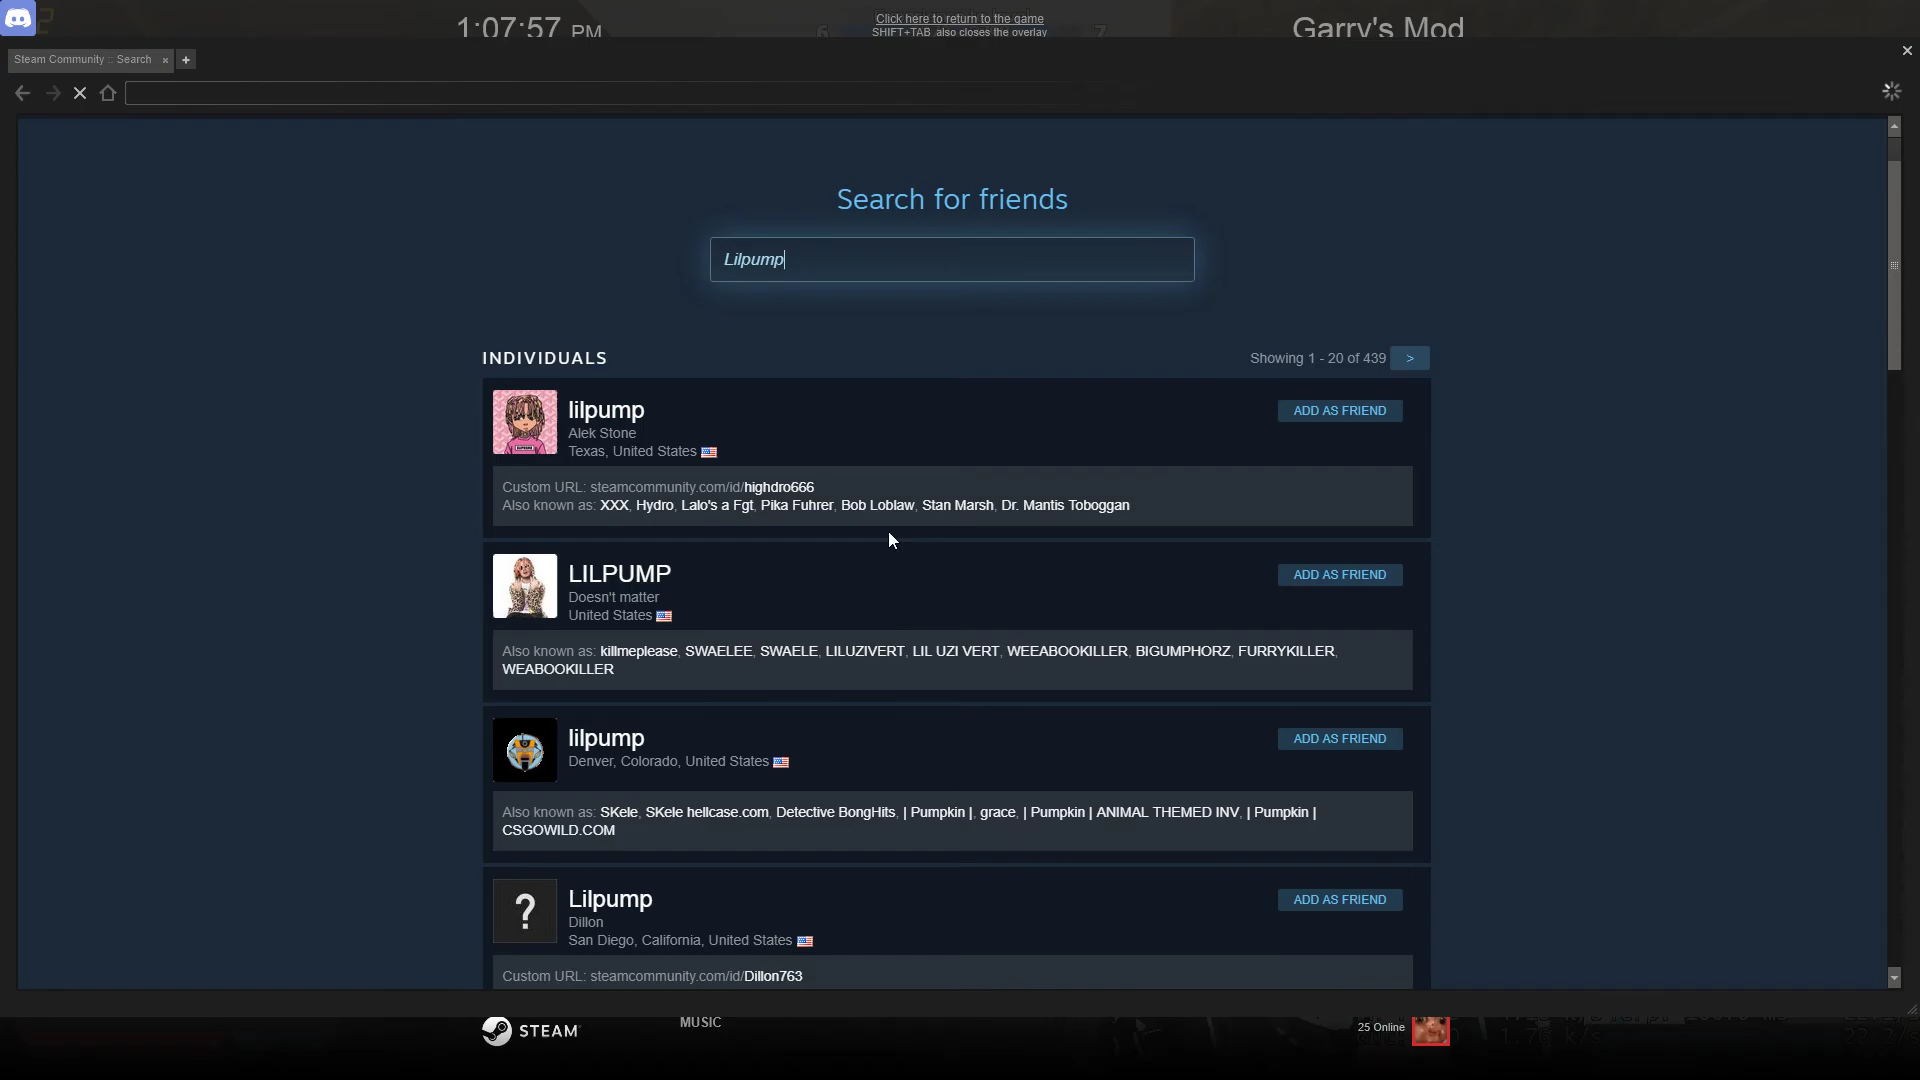 1:07:57 PM
Click here to return to the game
SHIFT+TAB also closes the overlay
Garry's Mod
Steam Community :: Search
Search for friends
Lilpump
INDIVIDUALS
Showing 1 - 20 of 439 >
lilpump
ADD AS FRIEND
Alek Stone
Texas, United States
Custom URL: steamcommunity.com/id/highdro666
Also known as: XXX, Hydro, Lalo's a Fgt, Pika Fuhrer, Bob Loblaw, Stan Marsh, Dr. Mantis Toboggan
LILPUMP
ADD AS FRIEND
Doesn't matter
United States
Also known as: killmeplease, SWAELEE, SWAELE, LILUZIVERT, LIL UZI VERT, WEEABOOKILLER, BIGUMPHORZ, FURRYKILLER,
WEABOOKILLER
lilpump
ADD AS FRIEND
Denver, Colorado, United States
Also known as: SKele, SKele hellcase.com, Detective BongHits, | Pumpkin |, grace, | Pumpkin | ANIMAL THEMED INV, | Pumpkin |
CSGOWILD.COM
?
Lilpump
ADD AS FRIEND
Dillon
San Diego, California, United States
Custom URL: steamcommunity.com/id/Dillon763
STEAM
MUSIC
25 Online